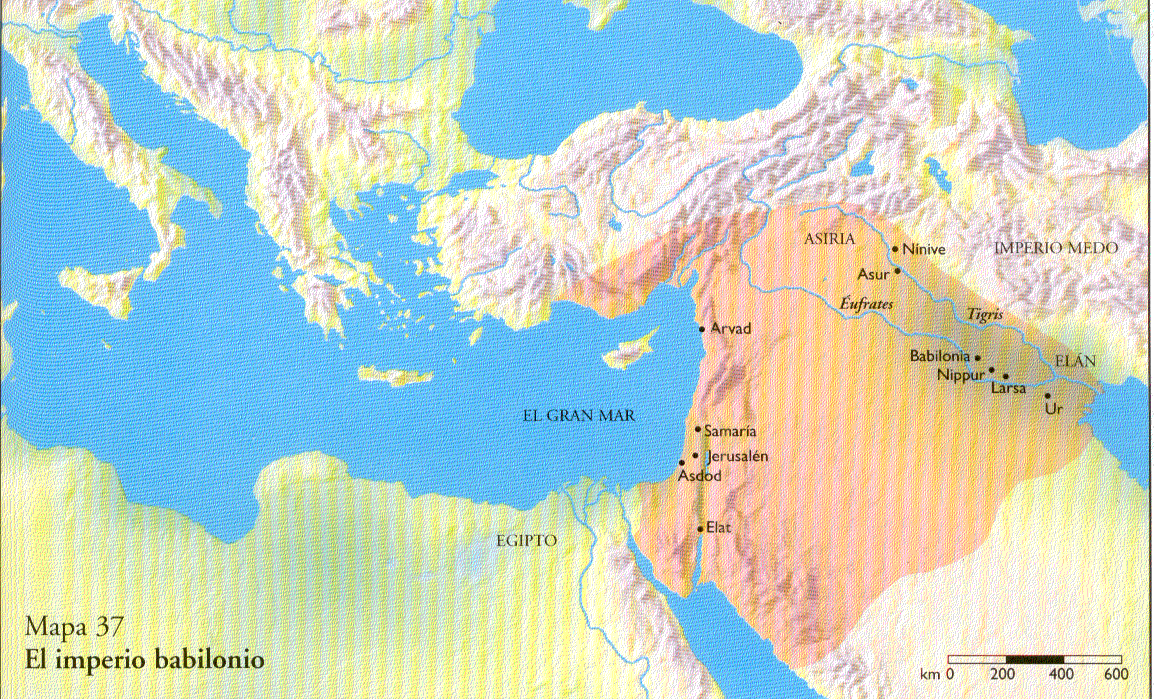 ASIRIA
Nínive
IMPERIO MEDO
Asur
Éufrates
Tigris
Arvad
Babilonia
ELÁN
Nippur
Larsa
Ur
EL GRAN MAR
Samaría
Jerusalén
Asdod
Elat
EGIPTO
Mapa 37
El imperio babilonio
km 0 200 400 600